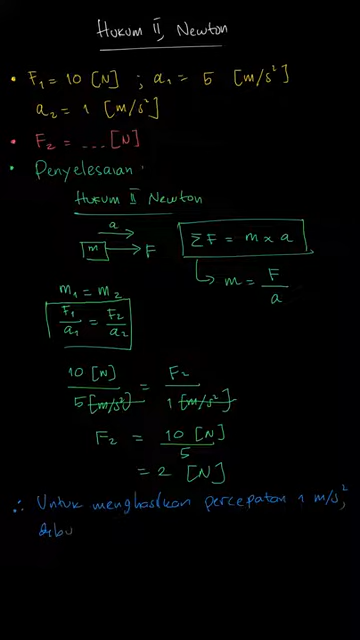 Hukum II Newton
• F₁ = 10 [N] ; a₁ = 5 [m/s²]
a₂ = 1 [m/s²]
• F₂ = ... [N]
• Penyelesaian :
Hukum II Newton
a
m F
ΣF = m × a
↳ m = F/a
m₁ = m₂
F₁/a₁ = F₂/a₂
10 [N]/5 [m/s²] = F₂/1 [m/s²]
F₂ = 10 [N]/5
= 2 [N]
∴ Untuk menghasilkan percepatan 1 m/s²,
dibu